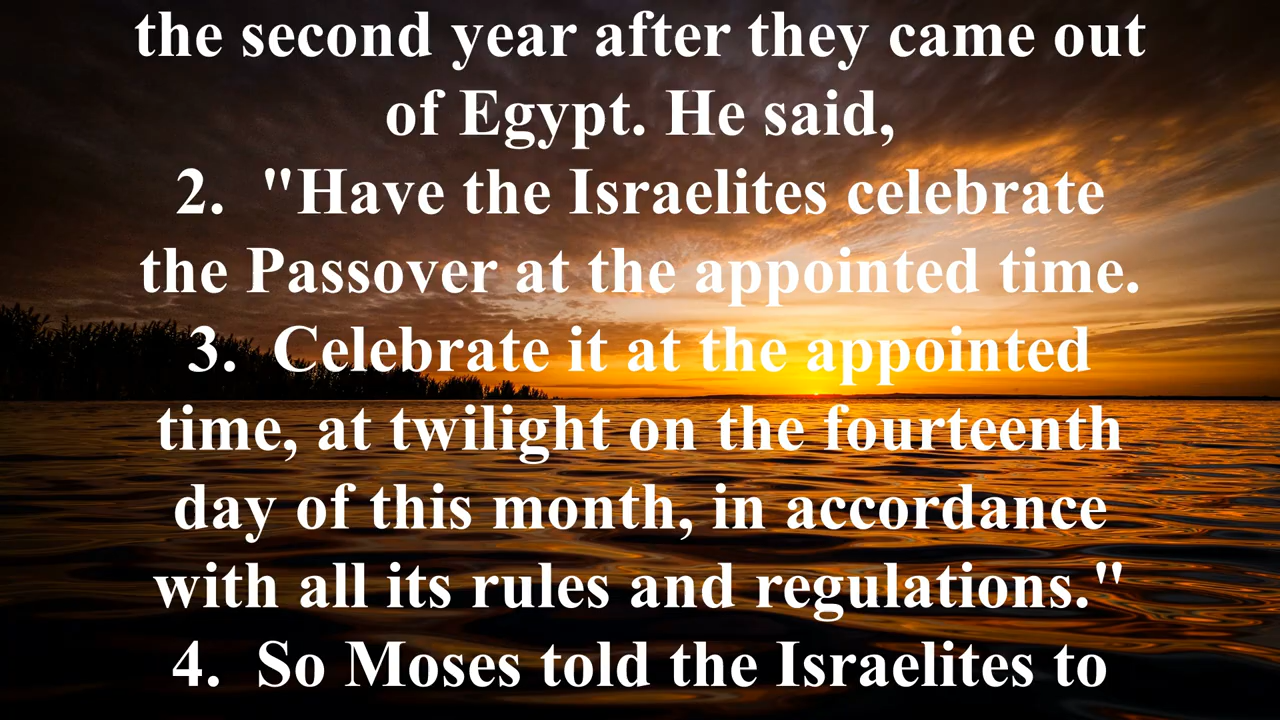 the second year after they came out
of Egypt. He said,
2.  "Have the Israelites celebrate
the Passover at the appointed time.
3.  Celebrate it at the appointed
time, at twilight on the fourteenth
day of this month, in accordance
with all its rules and regulations."
4.  So Moses told the Israelites to